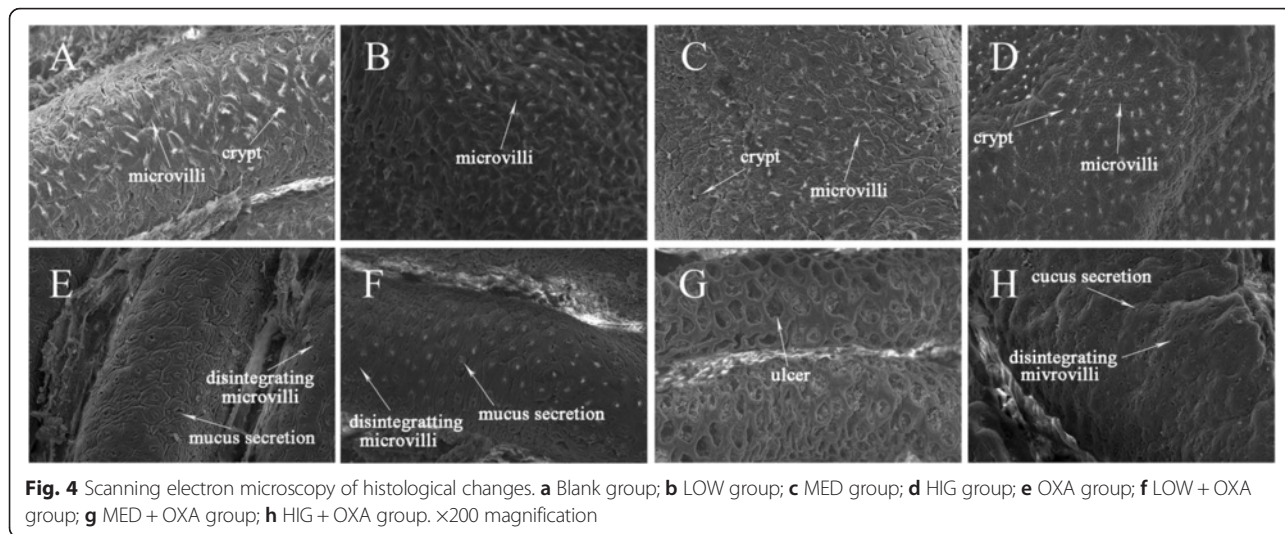 A
crypt
microvilli
B
microvilli
C
crypt
microvilli
D
crypt
microvilli
E
disintegrating
microvilli
mucus secretion
F
mucus secretion
disintegratting
microvilli
G
ulcer
H
cucus secretion
disintegrating
mivrovilli
Fig. 4 Scanning electron microscopy of histological changes. a Blank group; b LOW group; c MED group; d HIG group; e OXA group; f LOW + OXA
group; g MED + OXA group; h HIG + OXA group. ×200 magnification